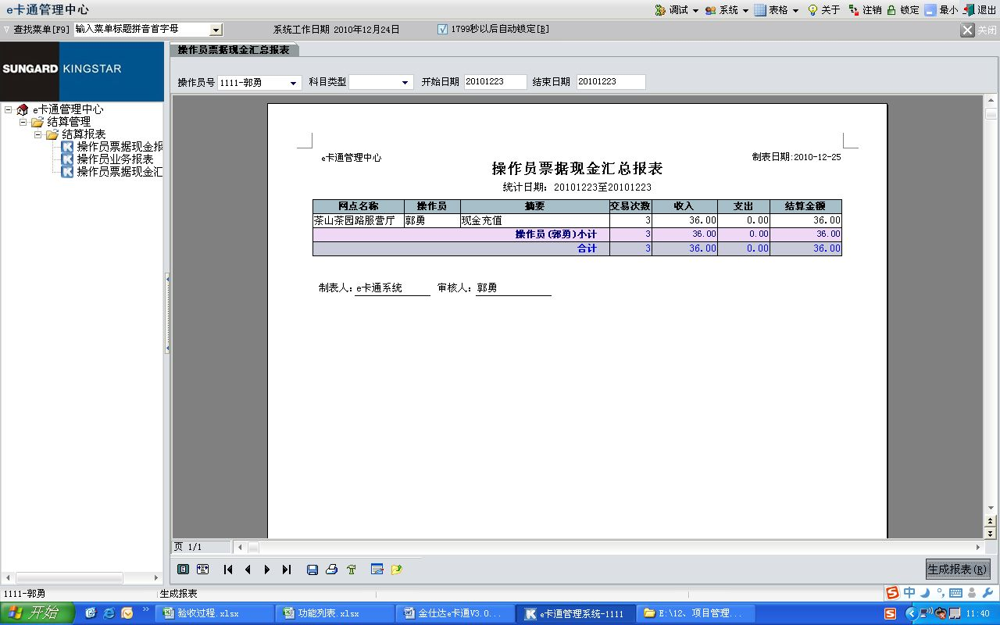 e卡通管理中心 调试 系统 表格 关于 注销 锁定 最小 退出
查找菜单[F9] 输入菜单标题拼音首字母 系统工作日期 2010年12月24日 1799秒以后自动锁定[B] 关闭
SUNGARD KINGSTAR
操作员票据现金汇总报表
操作员号 1111-郭勇 科目类型 开始日期 20101223 结束日期 20101223
e卡通管理中心
结算管理
结算报表
操作员票据现金报
操作员业务报表
操作员票据现金汇
e卡通管理中心 制表日期:2010-12-25
操作员票据现金汇总报表
统计日期: 20101223至20101223
网点名称 操作员 摘要 交易次数 收入 支出 结算金额
茶山茶园路服营厅 郭勇 现金充值 3 36.00 0.00 36.00
操作员(郭勇)小计 3 36.00 0.00 36.00
合计 3 36.00 0.00 36.00
制表人: e卡通系统 审核人: 郭勇
页 1/1
生成报表(R)
1111-郭勇 生成报表 中
开始 验收过程.xlsx 功能列表.xlsx 金仕达e卡通V3.0... e卡通管理系统-1111 E:\12、项目管理... 11:40